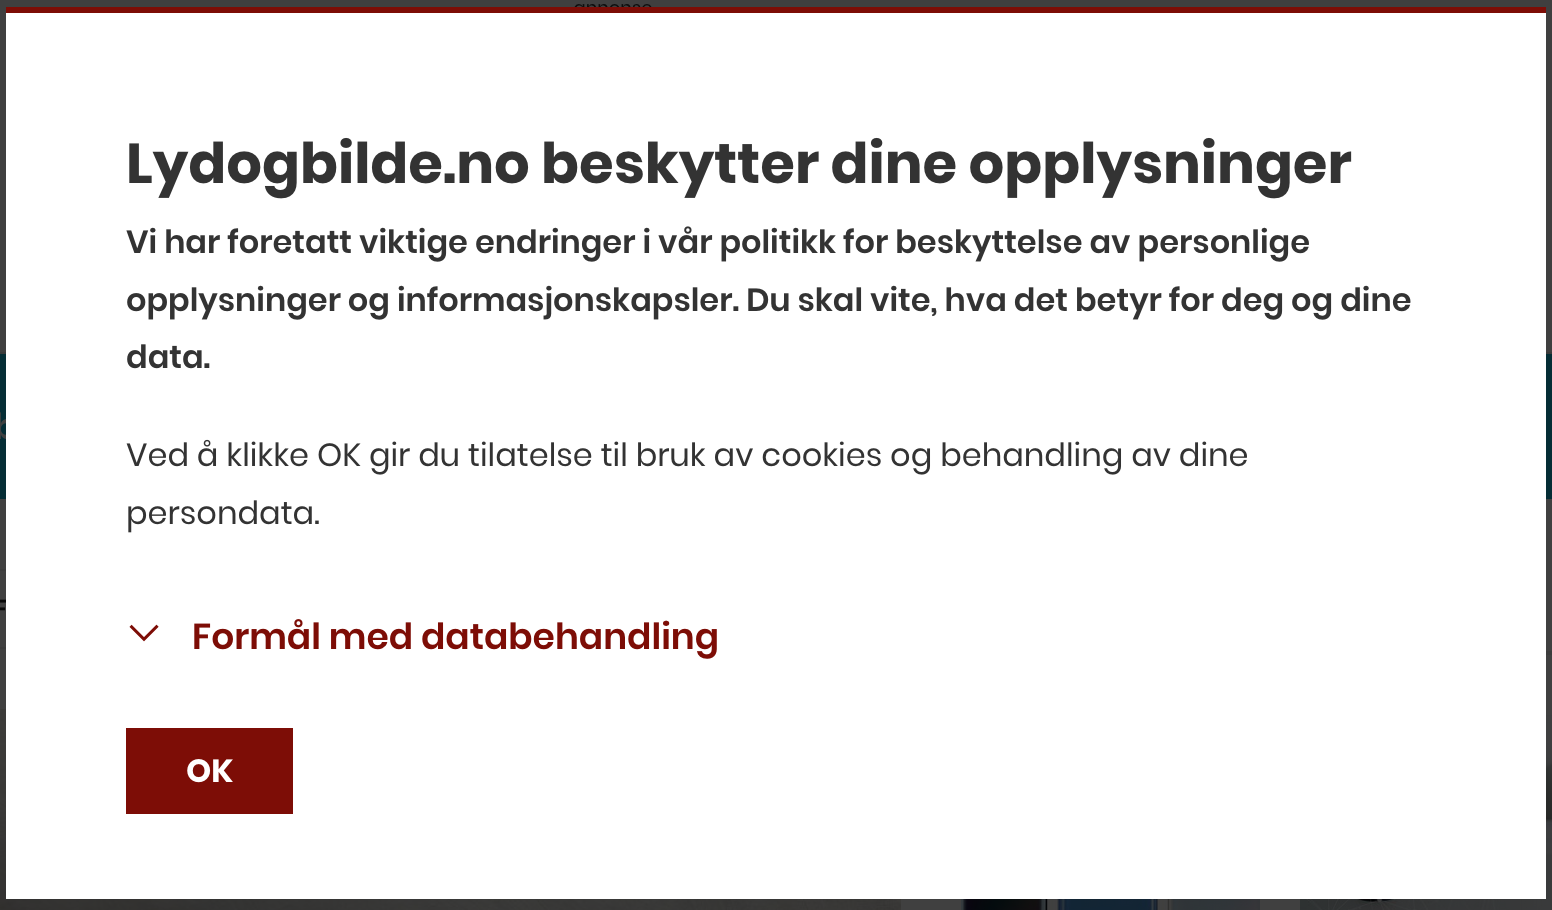 Lydogbilde.no beskytter dine opplysninger
Vi har foretatt viktige endringer i vår politikk for beskyttelse av personlige
opplysninger og informasjonskapsler. Du skal vite, hva det betyr for deg og dine
data.
Ved å klikke OK gir du tilatelse til bruk av cookies og behandling av dine
persondata.
Formål med databehandling
OK